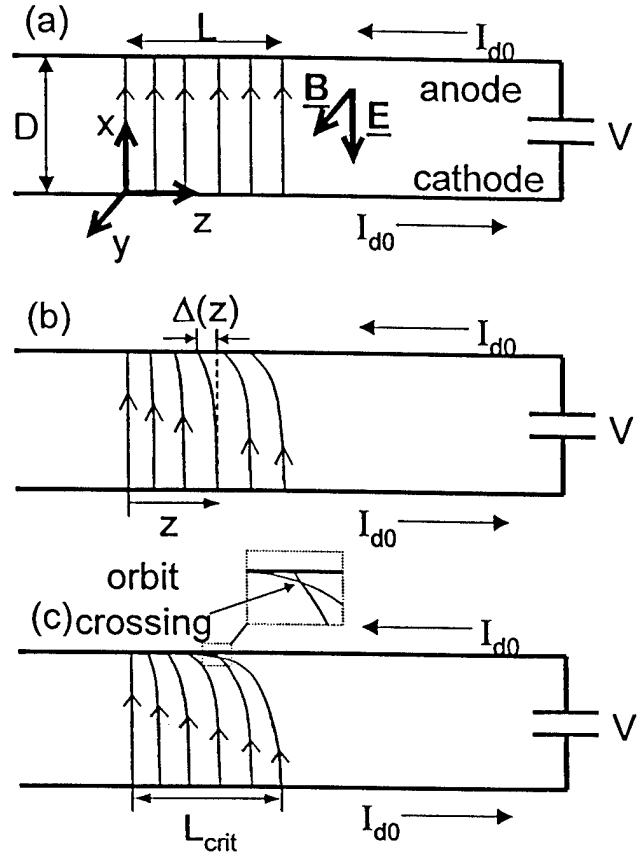 (a)
L
I_d0
D
x
B
E
anode
V
cathode
y
z
I_d0
(b)
Δ(z)
I_d0
V
z
I_d0
orbit
(c) crossing
I_d0
V
L_crit
I_d0